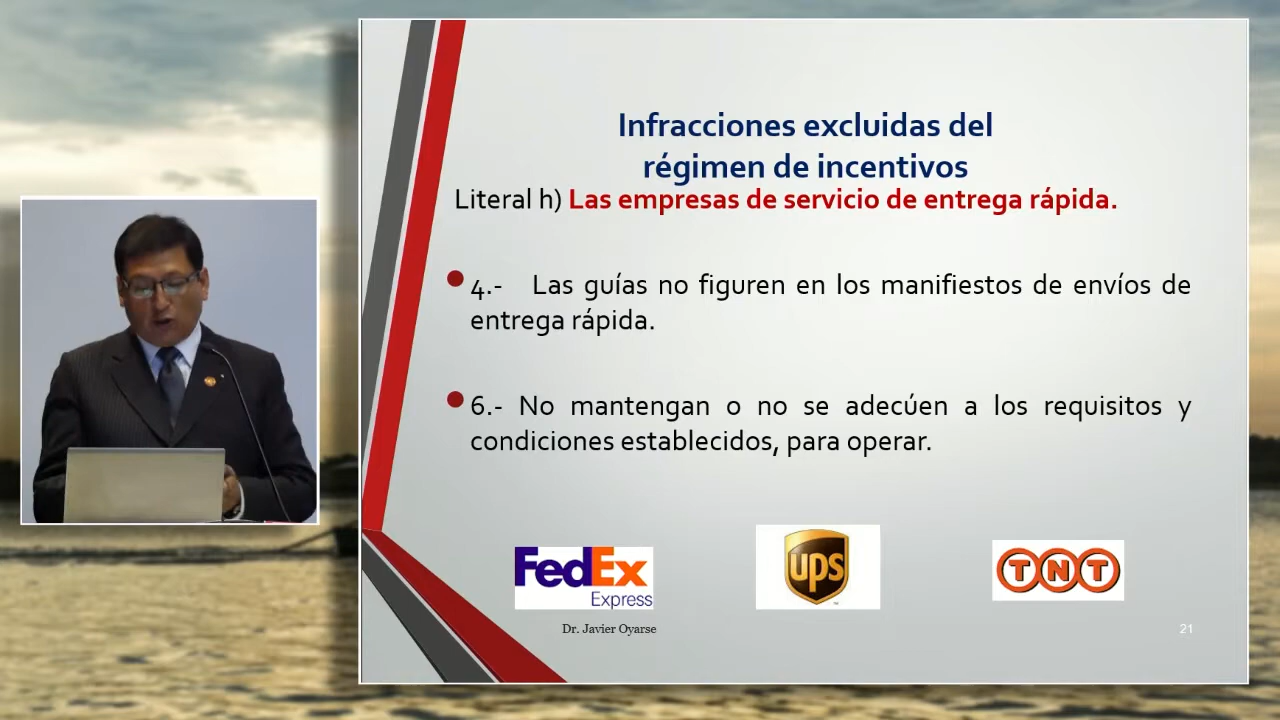 Infracciones excluidas del
régimen de incentivos
Literal h) Las empresas de servicio de entrega rápida.
4.- Las guías no figuren en los manifiestos de envíos de
entrega rápida.
6.- No mantengan o no se adecúen a los requisitos y
condiciones establecidos, para operar.
FedEx
Express
ups
TNT
Dr. Javier Oyarse
21